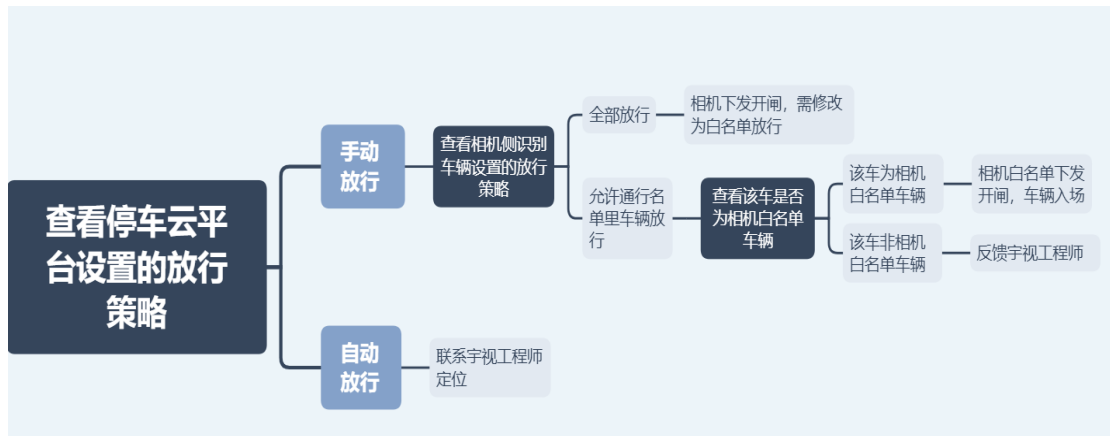 查看停车云平
台设置的放行
策略
手动
放行
查看相机侧识别
车辆设置的放行
策略
全部放行
相机下发开闸，需修改
为白名单放行
允许通行名
单里车辆放
行
查看该车是否
为相机白名单
车辆
该车为相机
白名单车辆
相机白名单下发
开闸，车辆入场
该车非相机
白名单车辆
反馈宇视工程师
自动
放行
联系宇视工程师
定位